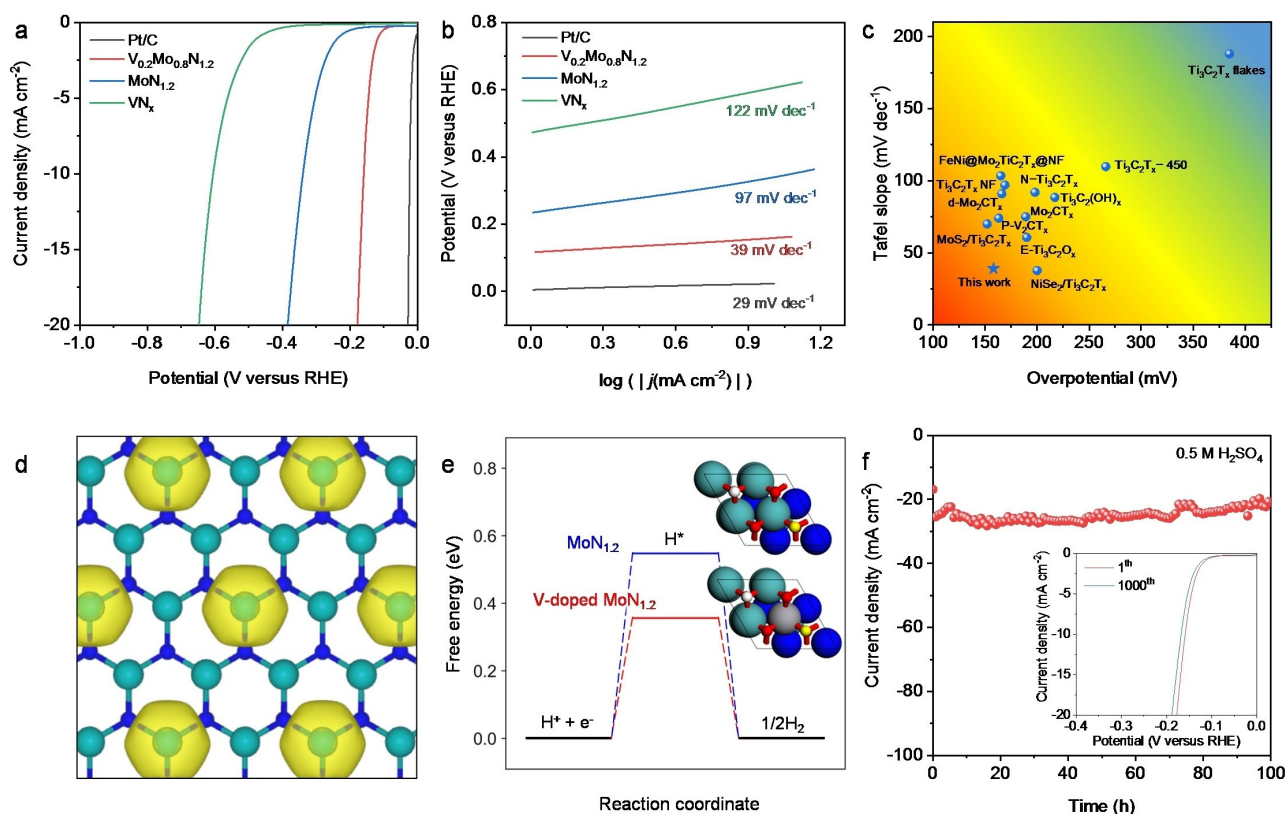 a
Pt/C
V₀.₂Mo₀.₈N₁.₂
MoN₁.₂
VNₓ
0
-5
-10
-15
-20
-1.0 -0.8 -0.6 -0.4 -0.2 0.0
Current density (mA cm⁻²)
Potential (V versus RHE)
b
Pt/C
V₀.₂Mo₀.₈N₁.₂
MoN₁.₂
VNₓ
122 mV dec⁻¹
97 mV dec⁻¹
39 mV dec⁻¹
29 mV dec⁻¹
0.8
0.6
0.4
0.2
0.0
0.0 0.3 0.6 0.9 1.2
Potential (V versus RHE)
log ( | j(mA cm⁻²) | )
c
Ti₃C₂Tₓ flakes
FeNi@Mo₂TiC₂Tₓ@NF
Ti₃C₂Tₓ– 450
Ti₃C₂Tₓ NF
N–Ti₃C₂Tₓ
d-Mo₂CTₓ
Ti₃C₂(OH)ₓ
Mo₂CTₓ
P-V₂CTₓ
MoS₂/Ti₃C₂Tₓ
E-Ti₃C₂Oₓ
This work
NiSe₂/Ti₃C₂Tₓ
200
150
100
50
0
100 150 200 250 300 350 400
Tafel slope (mV dec⁻¹)
Overpotential (mV)
d
e
0.8
0.6
0.4
0.2
0.0
Free energy (eV)
MoN₁.₂
H*
V-doped MoN₁.₂
H⁺ + e⁻
1/2H₂
Reaction coordinate
f
0.5 M H₂SO₄
0
-20
-40
-60
-80
-100
0 20 40 60 80 100
Current density (mA cm⁻²)
Time (h)
1ᵗʰ
1000ᵗʰ
0
-5
-10
-15
-20
-0.4 -0.3 -0.2 -0.1 0.0
Current density (mA cm⁻²)
Potential (V versus RHE)